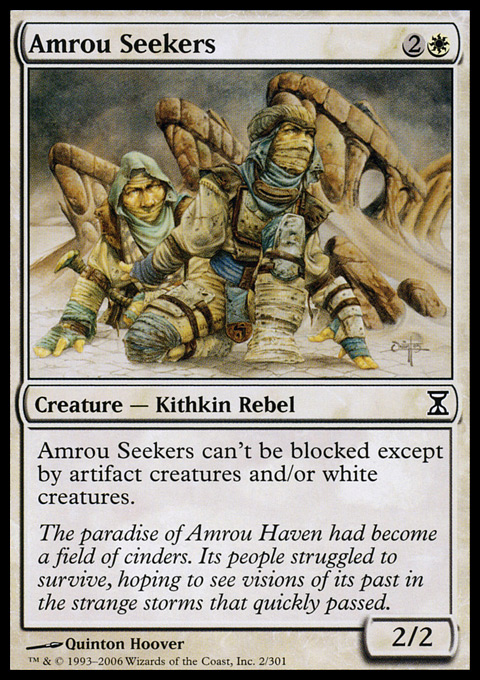 Amrou Seekers 2
Creature — Kithkin Rebel
Amrou Seekers can't be blocked except
by artifact creatures and/or white
creatures.
The paradise of Amrou Haven had become
a field of cinders. Its people struggled to
survive, hoping to see visions of its past in
the strange storms that quickly passed.
2/2
Quinton Hoover
™ & © 1993–2006 Wizards of the Coast, Inc. 2/301